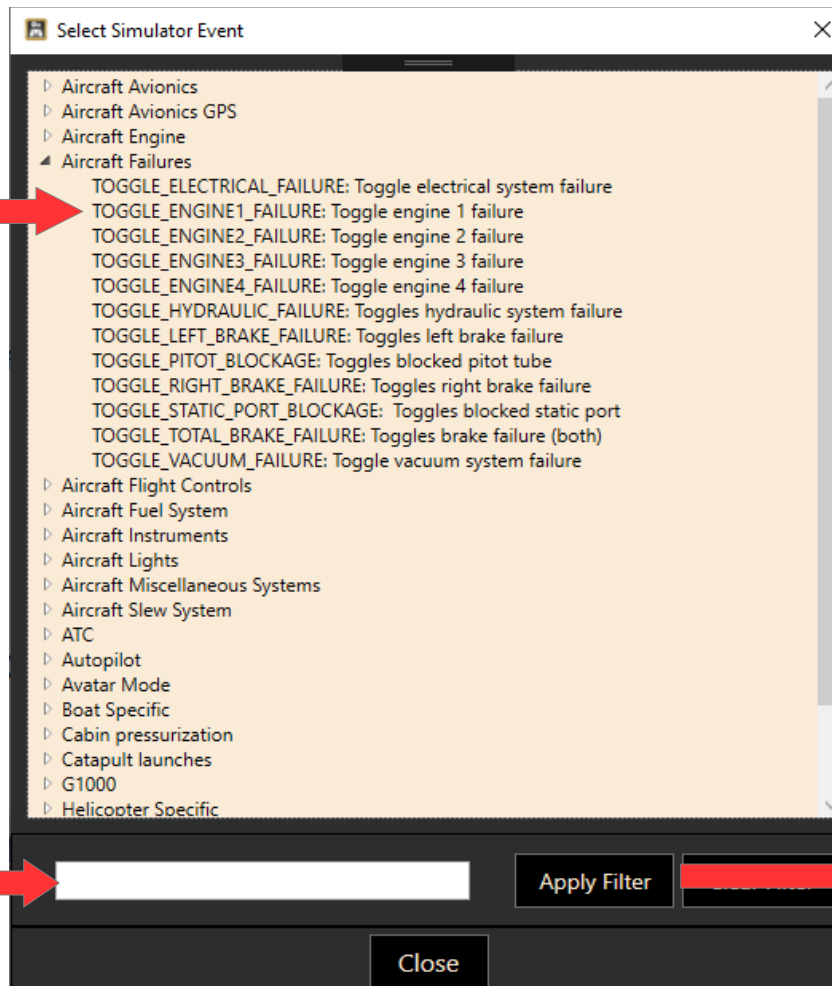 Select Simulator Event
Aircraft Avionics
Aircraft Avionics GPS
Aircraft Engine
Aircraft Failures
TOGGLE_ELECTRICAL_FAILURE: Toggle electrical system failure
TOGGLE_ENGINE1_FAILURE: Toggle engine 1 failure
TOGGLE_ENGINE2_FAILURE: Toggle engine 2 failure
TOGGLE_ENGINE3_FAILURE: Toggle engine 3 failure
TOGGLE_ENGINE4_FAILURE: Toggle engine 4 failure
TOGGLE_HYDRAULIC_FAILURE: Toggles hydraulic system failure
TOGGLE_LEFT_BRAKE_FAILURE: Toggles left brake failure
TOGGLE_PITOT_BLOCKAGE: Toggles blocked pitot tube
TOGGLE_RIGHT_BRAKE_FAILURE: Toggles right brake failure
TOGGLE_STATIC_PORT_BLOCKAGE:  Toggles blocked static port
TOGGLE_TOTAL_BRAKE_FAILURE: Toggles brake failure (both)
TOGGLE_VACUUM_FAILURE: Toggle vacuum system failure
Aircraft Flight Controls
Aircraft Fuel System
Aircraft Instruments
Aircraft Lights
Aircraft Miscellaneous Systems
Aircraft Slew System
ATC
Autopilot
Avatar Mode
Boat Specific
Cabin pressurization
Catapult launches
G1000
Helicopter Specific
Apply Filter
Close